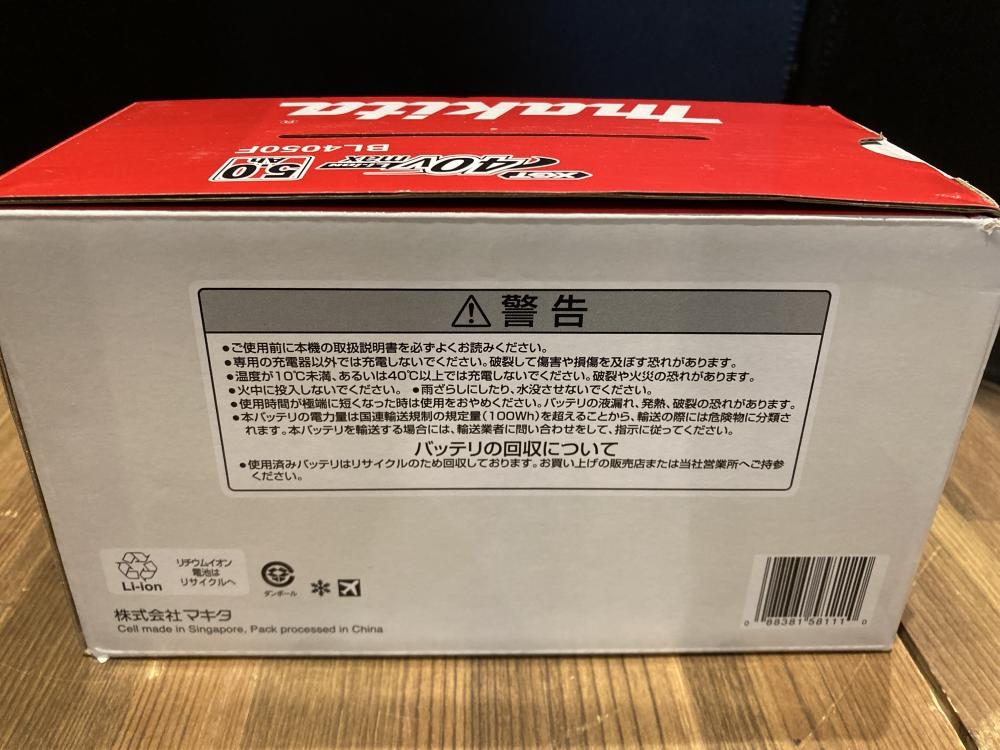 makita
BL4050F
XGT 40Vmax Li-ion 5.0 Ah
警告
●ご使用前に本機の取扱説明書を必ずよくお読みください。
●専用の充電器以外では充電しないでください。破裂して傷害や損傷を及ぼす恐れがあります。
●温度が10℃未満、あるいは40℃以上では充電しないでください。破裂や火災の恐れがあります。
●火中に投入しないでください。 ●雨ざらしにしたり、水没させないでください。
●使用時間が極端に短くなった時は使用をおやめください。バッテリの液漏れ、発熱、破裂の恐れがあります。
●本バッテリの電力量は国連輸送規制の規定量(100Wh)を超えることから、輸送の際には危険物に分類さ
れます。本バッテリを輸送する場合には、輸送業者に問い合わせをして、指示に従ってください。
バッテリの回収について
●使用済みバッテリはリサイクルのため回収しております。お買い上げの販売店または当社営業所へご持参
ください。
Li-ion
リチウムイオン
電池は
リサイクルへ
ダンボール
株式会社マキタ
Cell made in Singapore, Pack processed in China
0 88381 58111 0